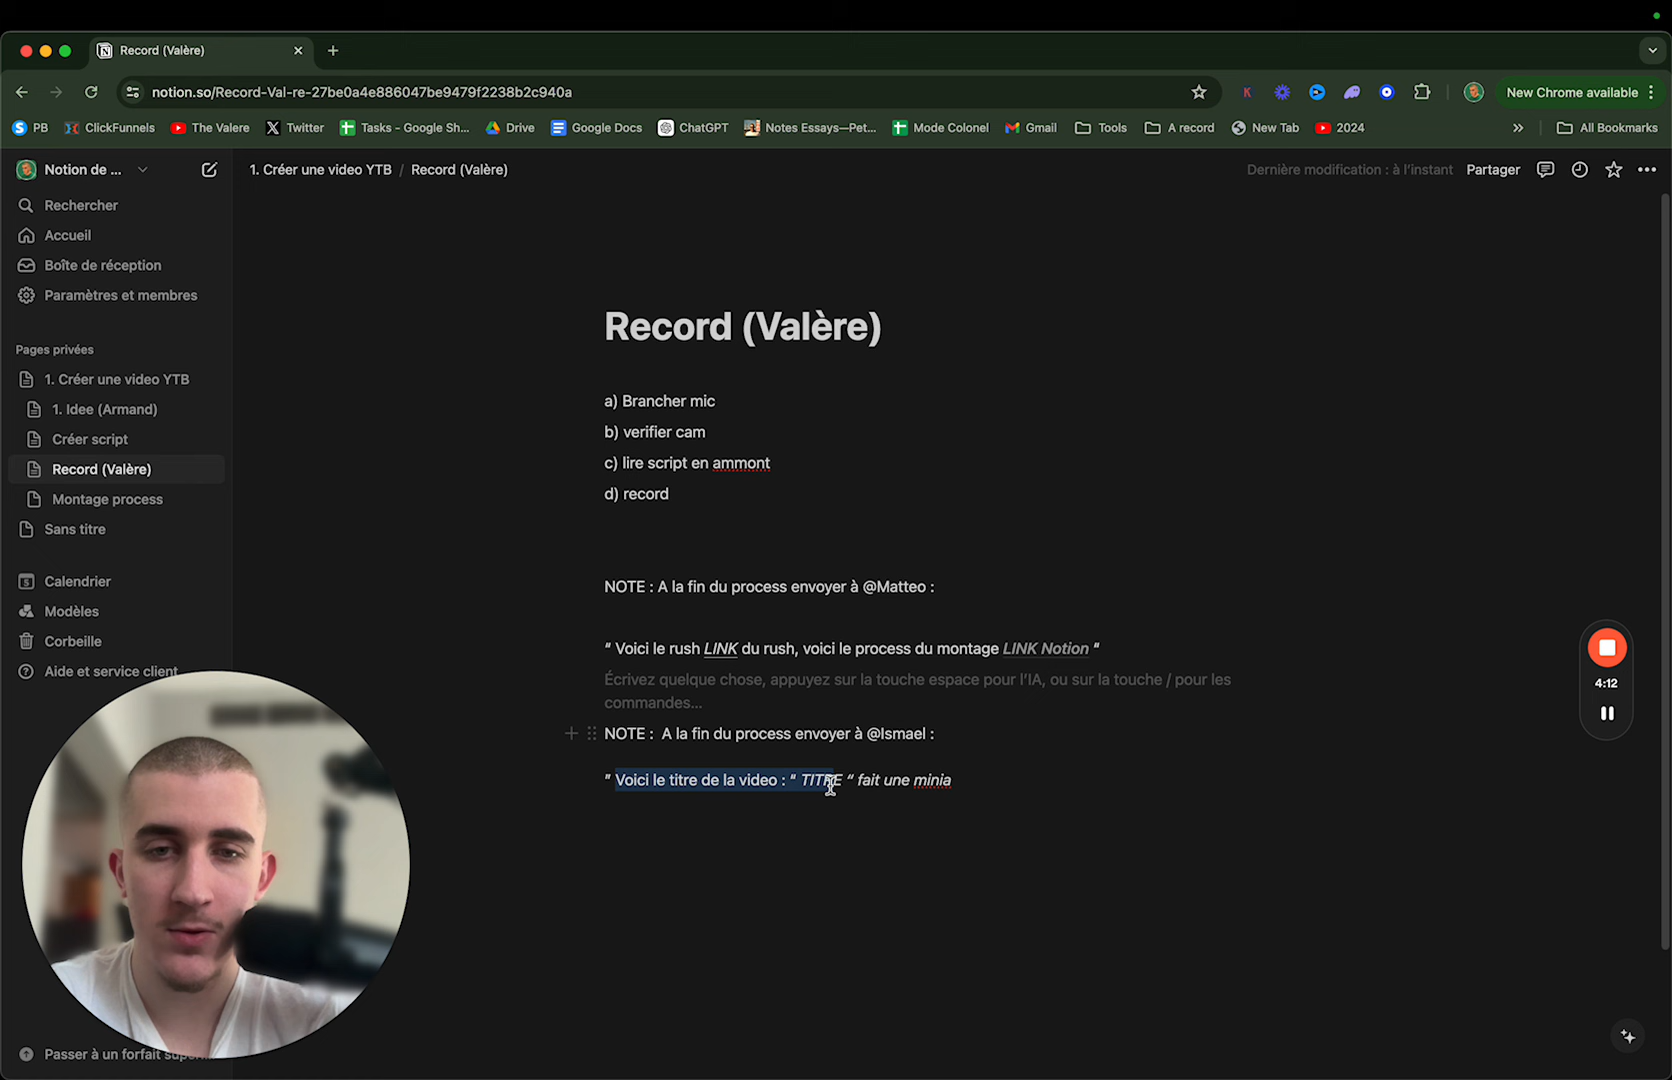 Record (Valère)
notion.so/Record-Val-re-27be0a4e886047be9479f2238b2c940a
New Chrome available
PB
ClickFunnels
The Valere
Twitter
Tasks - Google Sh...
Drive
Google Docs
ChatGPT
Notes Essays—Pet...
Mode Colonel
Gmail
Tools
A record
New Tab
2024
All Bookmarks
Notion de ...
1. Créer une video YTB / Record (Valère)
Dernière modification : à l'instant
Partager
Rechercher
Accueil
Boîte de réception
Paramètres et membres
Pages privées
1. Créer une video YTB
1. Idee (Armand)
Créer script
Record (Valère)
Montage process
Sans titre
Calendrier
Modèles
Corbeille
Aide et service client
Passer à un forfait
Record (Valère)
a) Brancher mic
b) verifier cam
c) lire script en ammont
d) record
NOTE : A la fin du process envoyer à @Matteo :
“ Voici le rush LINK du rush, voici le process du montage LINK Notion “
Écrivez quelque chose, appuyez sur la touche espace pour l'IA, ou sur la touche / pour les
commandes...
NOTE :  A la fin du process envoyer à @Ismael :
” Voici le titre de la video : “ TITRE “ fait une minia
4:12